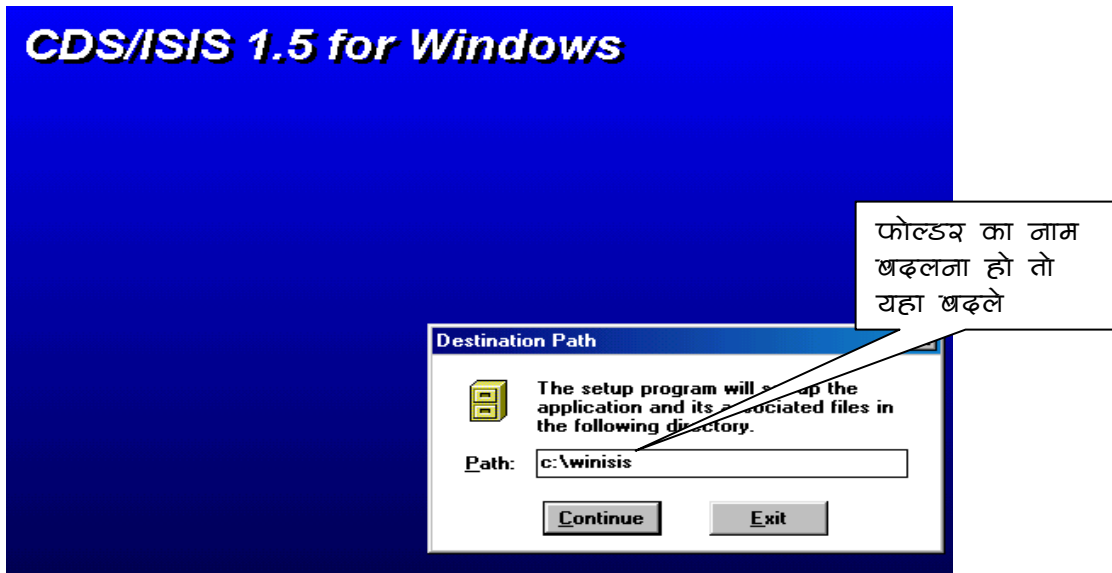 CDS/ISIS 1.5 for Windows
फोल्डर का नाम
बदलना हो तो
यहा बदले
Destination Path
The setup program will set up the
application and its associated files in
the following directory.
Path: c:\winisis
Continue Exit